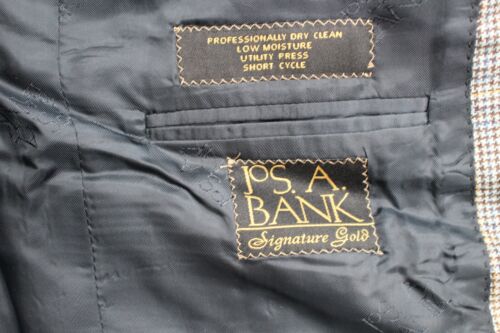 PROFESSIONALLY DRY CLEAN
LOW MOISTURE
UTILITY PRESS
SHORT CYCLE
JOS. A.
BANK
Signature Gold